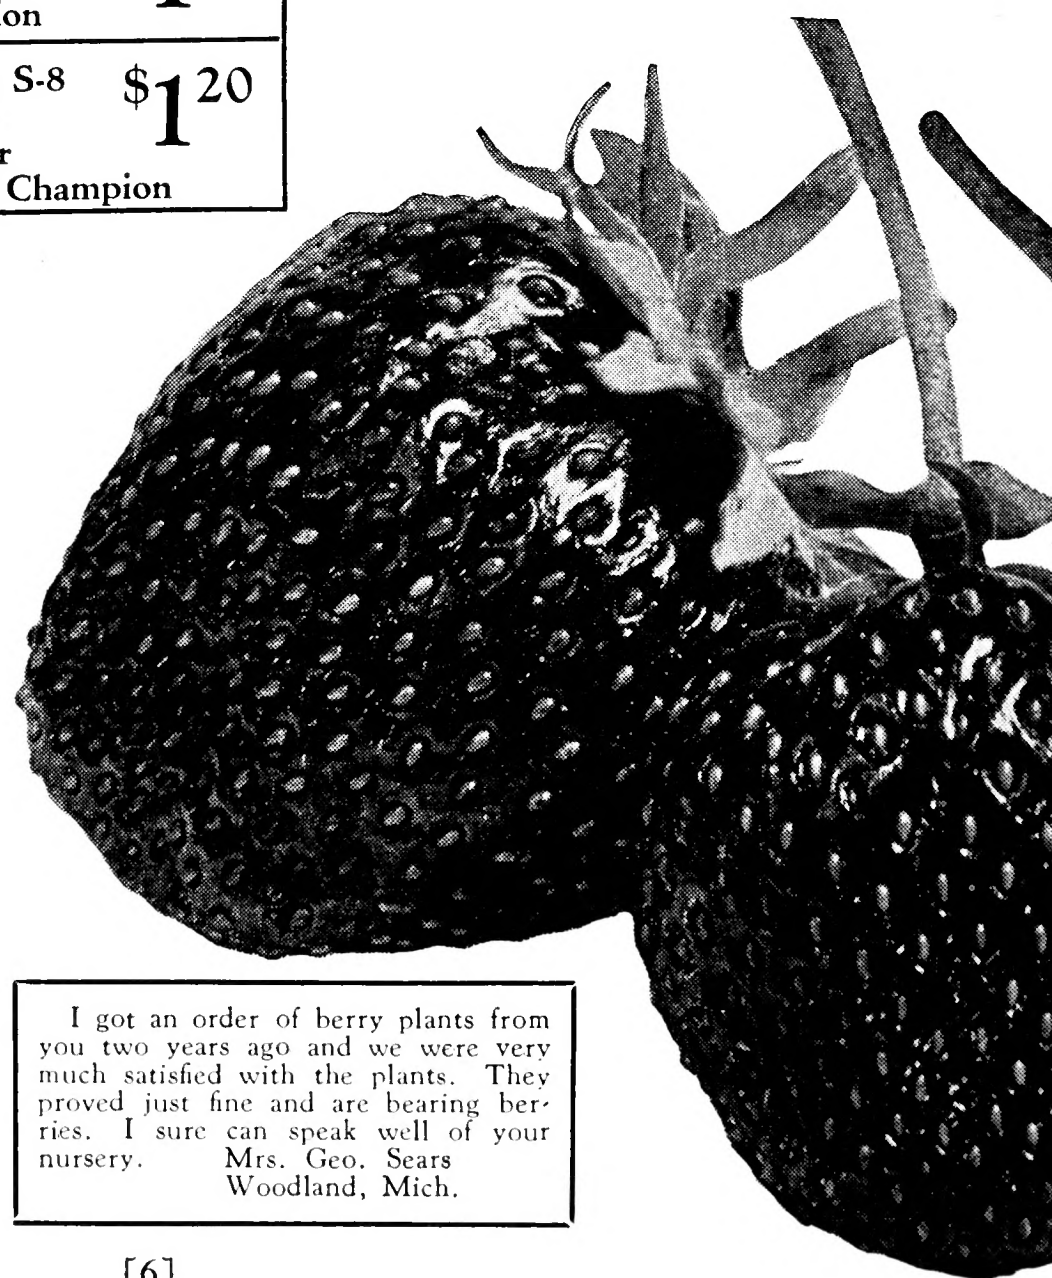 S-8 $1 20
Champion
I got an order of berry plants from
you two years ago and we were very
much satisfied with the plants. They
proved just fine and are bearing ber-
ries. I sure can speak well of your
nursery. Mrs. Geo. Sears
Woodland, Mich.
[6]